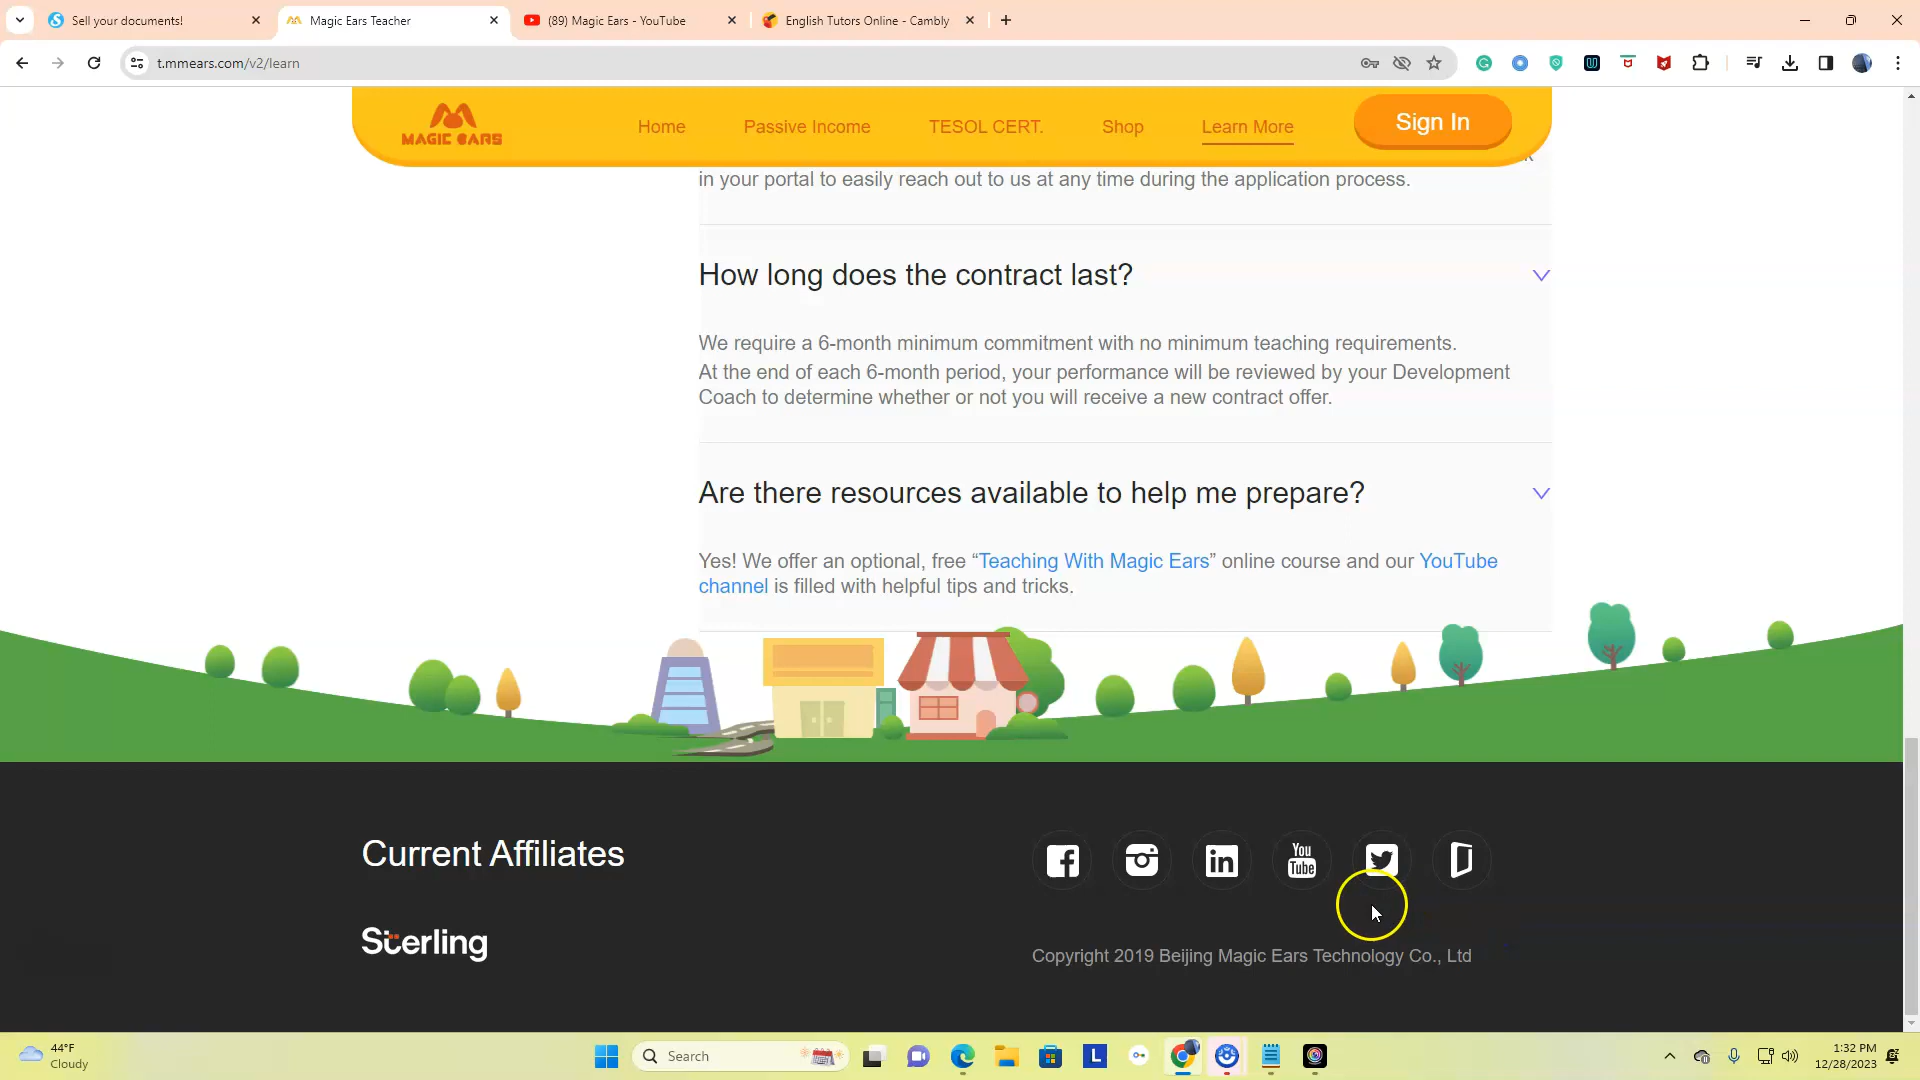 Sell your documents!
Magic Ears Teacher
(89) Magic Ears - YouTube
English Tutors Online - Cambly
t.mmears.com/v2/learn
MAGIC EARS
Home
Passive Income
TESOL CERT.
Shop
Learn More
Sign In
in your portal to easily reach out to us at any time during the application process.
How long does the contract last?
We require a 6-month minimum commitment with no minimum teaching requirements.
At the end of each 6-month period, your performance will be reviewed by your Development
Coach to determine whether or not you will receive a new contract offer.
Are there resources available to help me prepare?
Yes! We offer an optional, free “Teaching With Magic Ears” online course and our YouTube
channel is filled with helpful tips and tricks.
Current Affiliates
You
Tube
Sterling
Copyright 2019 Beijing Magic Ears Technology Co., Ltd
44°F
Cloudy
Search
L
1:32 PM
12/28/2023